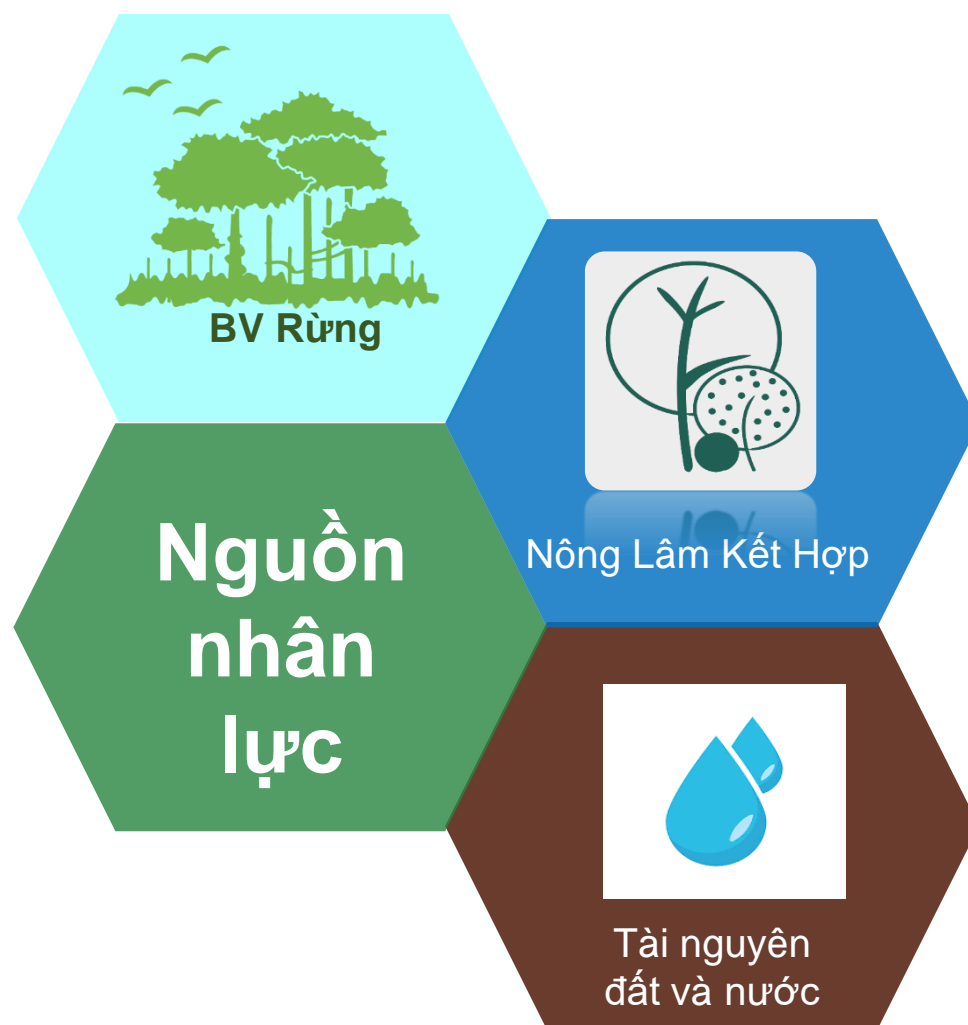 BV Rừng
Nông Lâm Kết Hợp
Nguồn
nhân
lực
Tài nguyên
đất và nước